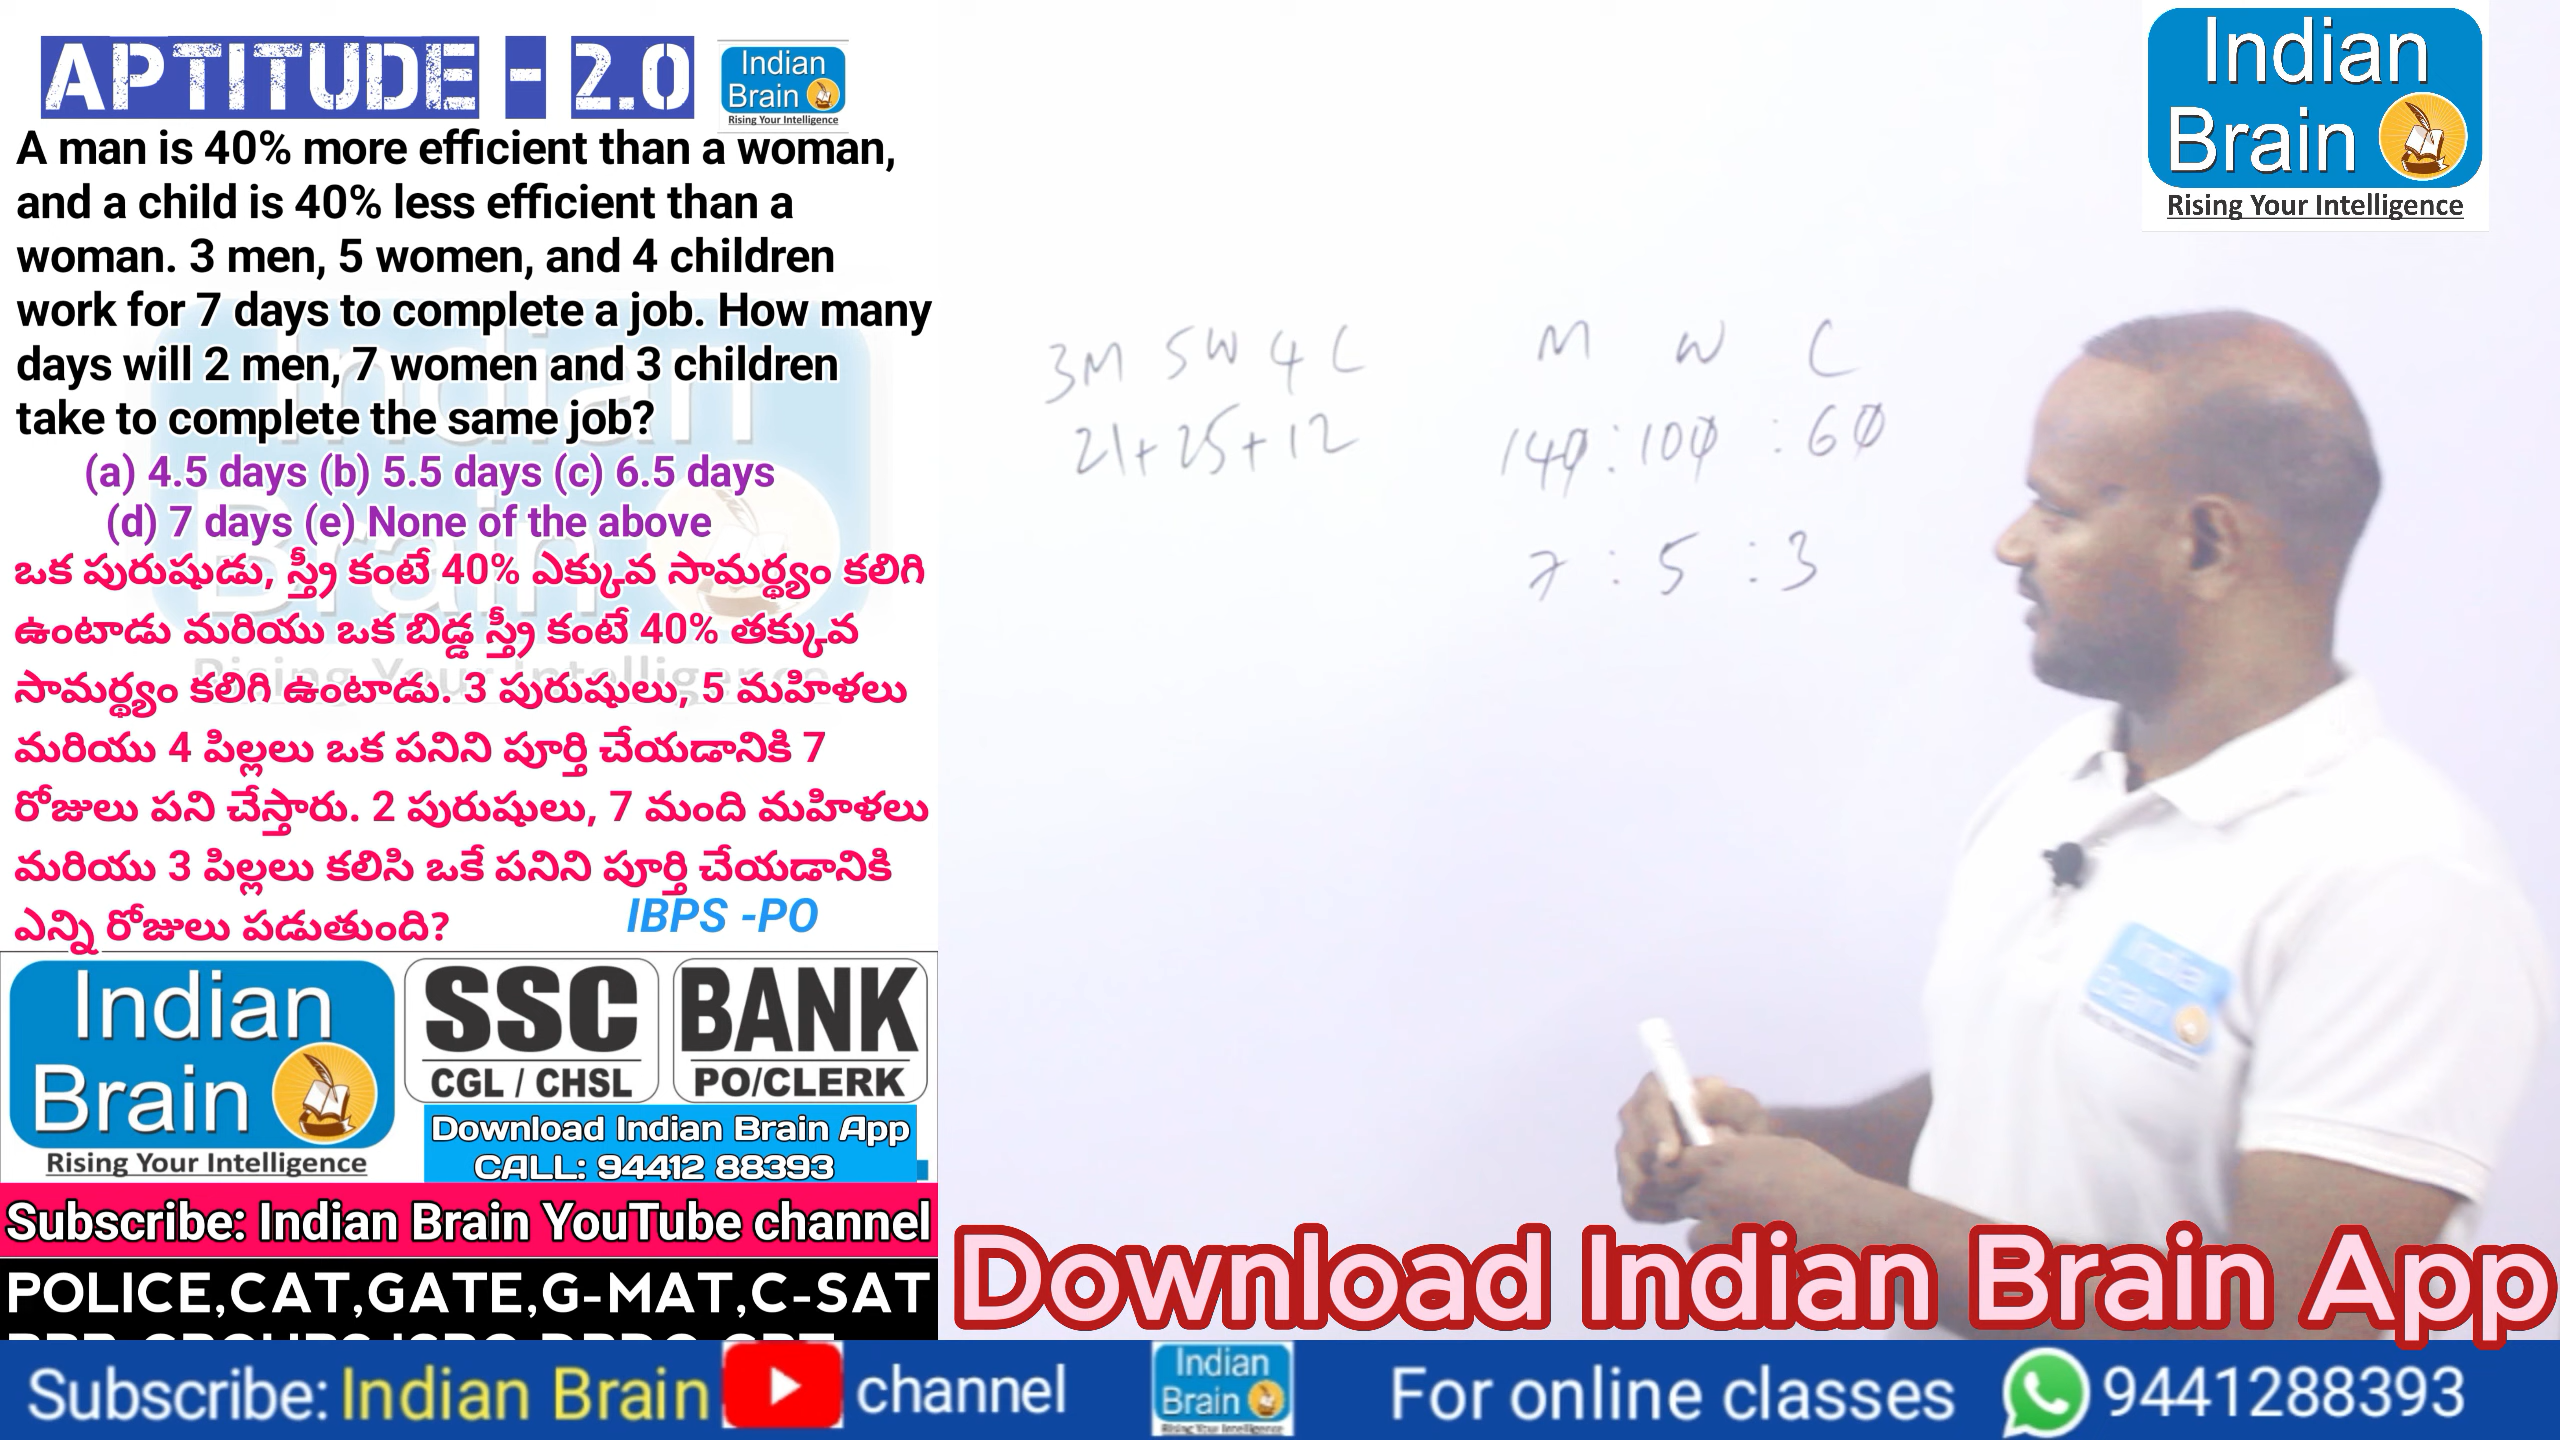 APTITUDE - 2.0
Indian
Brain
Rising Your Intelligence
A man is 40% more efficient than a woman,
and a child is 40% less efficient than a
woman. 3 men, 5 women, and 4 children
work for 7 days to complete a job. How many
days will 2 men, 7 women and 3 children
take to complete the same job?
(a) 4.5 days (b) 5.5 days (c) 6.5 days
(d) 7 days (e) None of the above
ఒక పురుషుడు, స్త్రీ కంటే 40% ఎక్కువ సామర్థ్యం కలిగి
ఉంటాడు మరియు ఒక బిడ్డ స్త్రీ కంటే 40% తక్కువ
సామర్థ్యం కలిగి ఉంటాడు. 3 పురుషులు, 5 మహిళలు
మరియు 4 పిల్లలు ఒక పనిని పూర్తి చేయడానికి 7
రోజులు పని చేస్తారు. 2 పురుషులు, 7 మంది మహిళలు
మరియు 3 పిల్లలు కలిసి ఒకే పనిని పూర్తి చేయడానికి
ఎన్ని రోజులు పడుతుంది?
IBPS -PO
Indian
Brain
Rising Your Intelligence
SSC
CGL / CHSL
BANK
PO/CLERK
Download Indian Brain App
CALL: 94412 88393
Subscribe: Indian Brain YouTube channel
POLICE,CAT,GATE,G-MAT,C-SAT
Indian
Brain
Rising Your Intelligence
3M 5W 4C
21+25+12
M W C
140:100:60
7:5:3
Indian
Brain
Download Indian Brain App
Subscribe: Indian Brain channel
Indian
Brain
Rising Your Intelligence
For online classes
9441288393